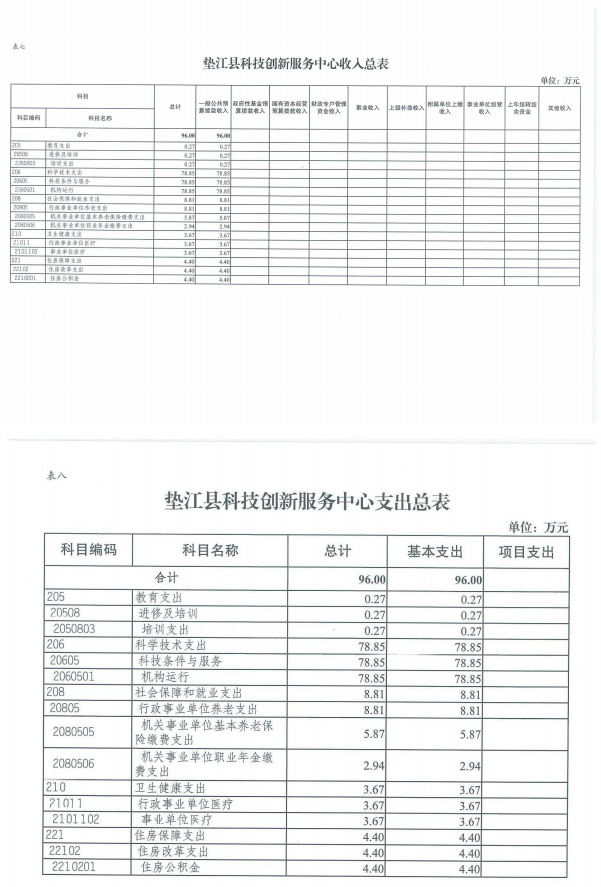 表七
垫江县科技创新服务中心收入总表
单位：万元
科目 总计 一般公共预算拨款收入 政府性基金预算拨款收入 国有资本经营预算拨款收入 财政专户管理资金收入 事业收入 上级补助收入 附属单位上缴收入 事业单位经营收入 上年结转结余资金 其他收入
科目编码 科目名称
合计 96.00 96.00
205 教育支出 0.27 0.27
20508 进修及培训 0.27 0.27
2050803 培训支出 0.27 0.27
206 科学技术支出 78.85 78.85
20605 科技条件与服务 78.85 78.85
2060501 机构运行 78.85 78.85
208 社会保障和就业支出 8.81 8.81
20805 行政事业单位养老支出 8.81 8.81
2080505 机关事业单位基本养老保险缴费支出 5.87 5.87
2080506 机关事业单位职业年金缴费支出 2.94 2.94
210 卫生健康支出 3.67 3.67
21011 行政事业单位医疗 3.67 3.67
2101102 事业单位医疗 3.67 3.67
221 住房保障支出 4.40 4.40
22102 住房改革支出 4.40 4.40
2210201 住房公积金 4.40 4.40
表八
垫江县科技创新服务中心支出总表
单位：万元
科目编码 科目名称 总计 基本支出 项目支出
合计 96.00 96.00
205 教育支出 0.27 0.27
20508 进修及培训 0.27 0.27
2050803 培训支出 0.27 0.27
206 科学技术支出 78.85 78.85
20605 科技条件与服务 78.85 78.85
2060501 机构运行 78.85 78.85
208 社会保障和就业支出 8.81 8.81
20805 行政事业单位养老支出 8.81 8.81
2080505 机关事业单位基本养老保险缴费支出 5.87 5.87
2080506 机关事业单位职业年金缴费支出 2.94 2.94
210 卫生健康支出 3.67 3.67
21011 行政事业单位医疗 3.67 3.67
2101102 事业单位医疗 3.67 3.67
221 住房保障支出 4.40 4.40
22102 住房改革支出 4.40 4.40
2210201 住房公积金 4.40 4.40